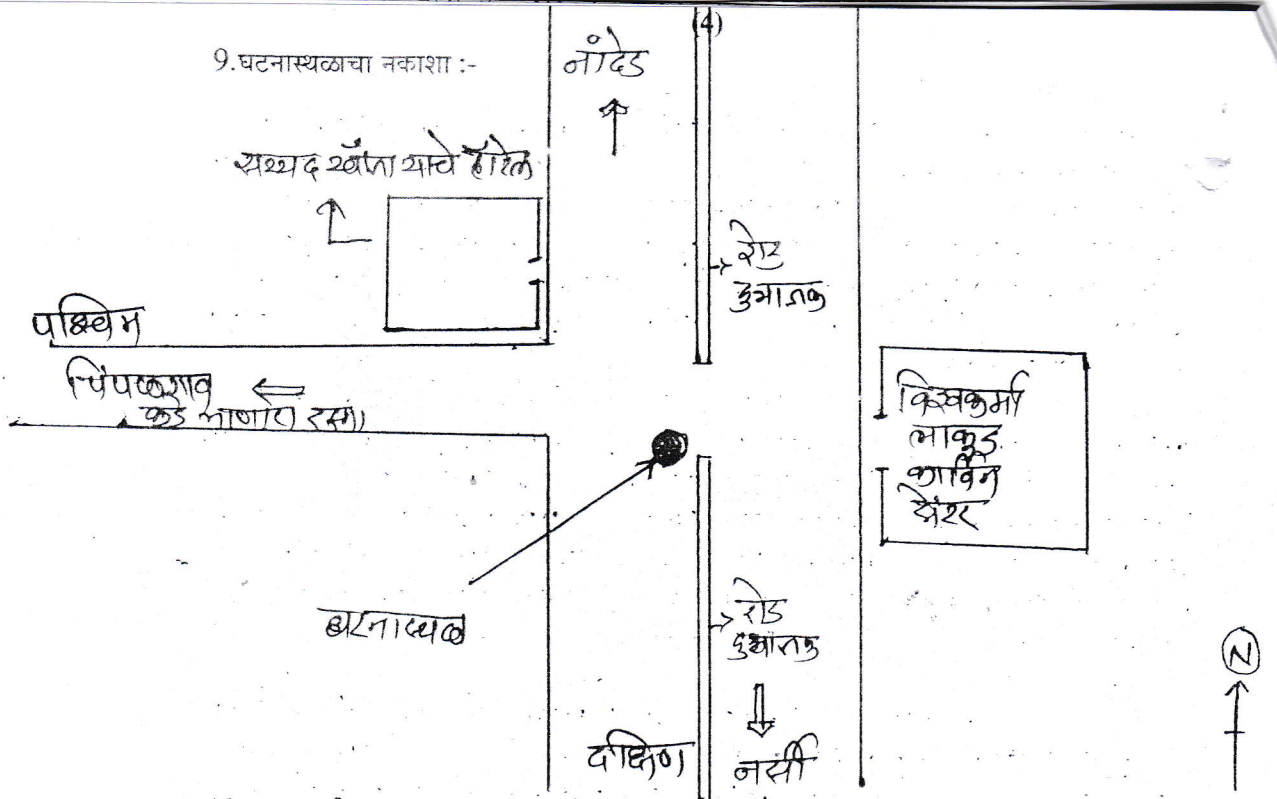 (4)
9.घटनास्थळाचा नकाशा :-
नांदेड
सय्यद खॉजा याचे हॉटेल
रोड
दुभाजक
पश्चिम
पिंपळगाव
कडे जाणारा रस्ता
विश्वकर्मा
लाकूड
कार्विंग
सेंटर
घटनास्थळ
रोड
दुभाजक
N
दक्षिण
नर्सी